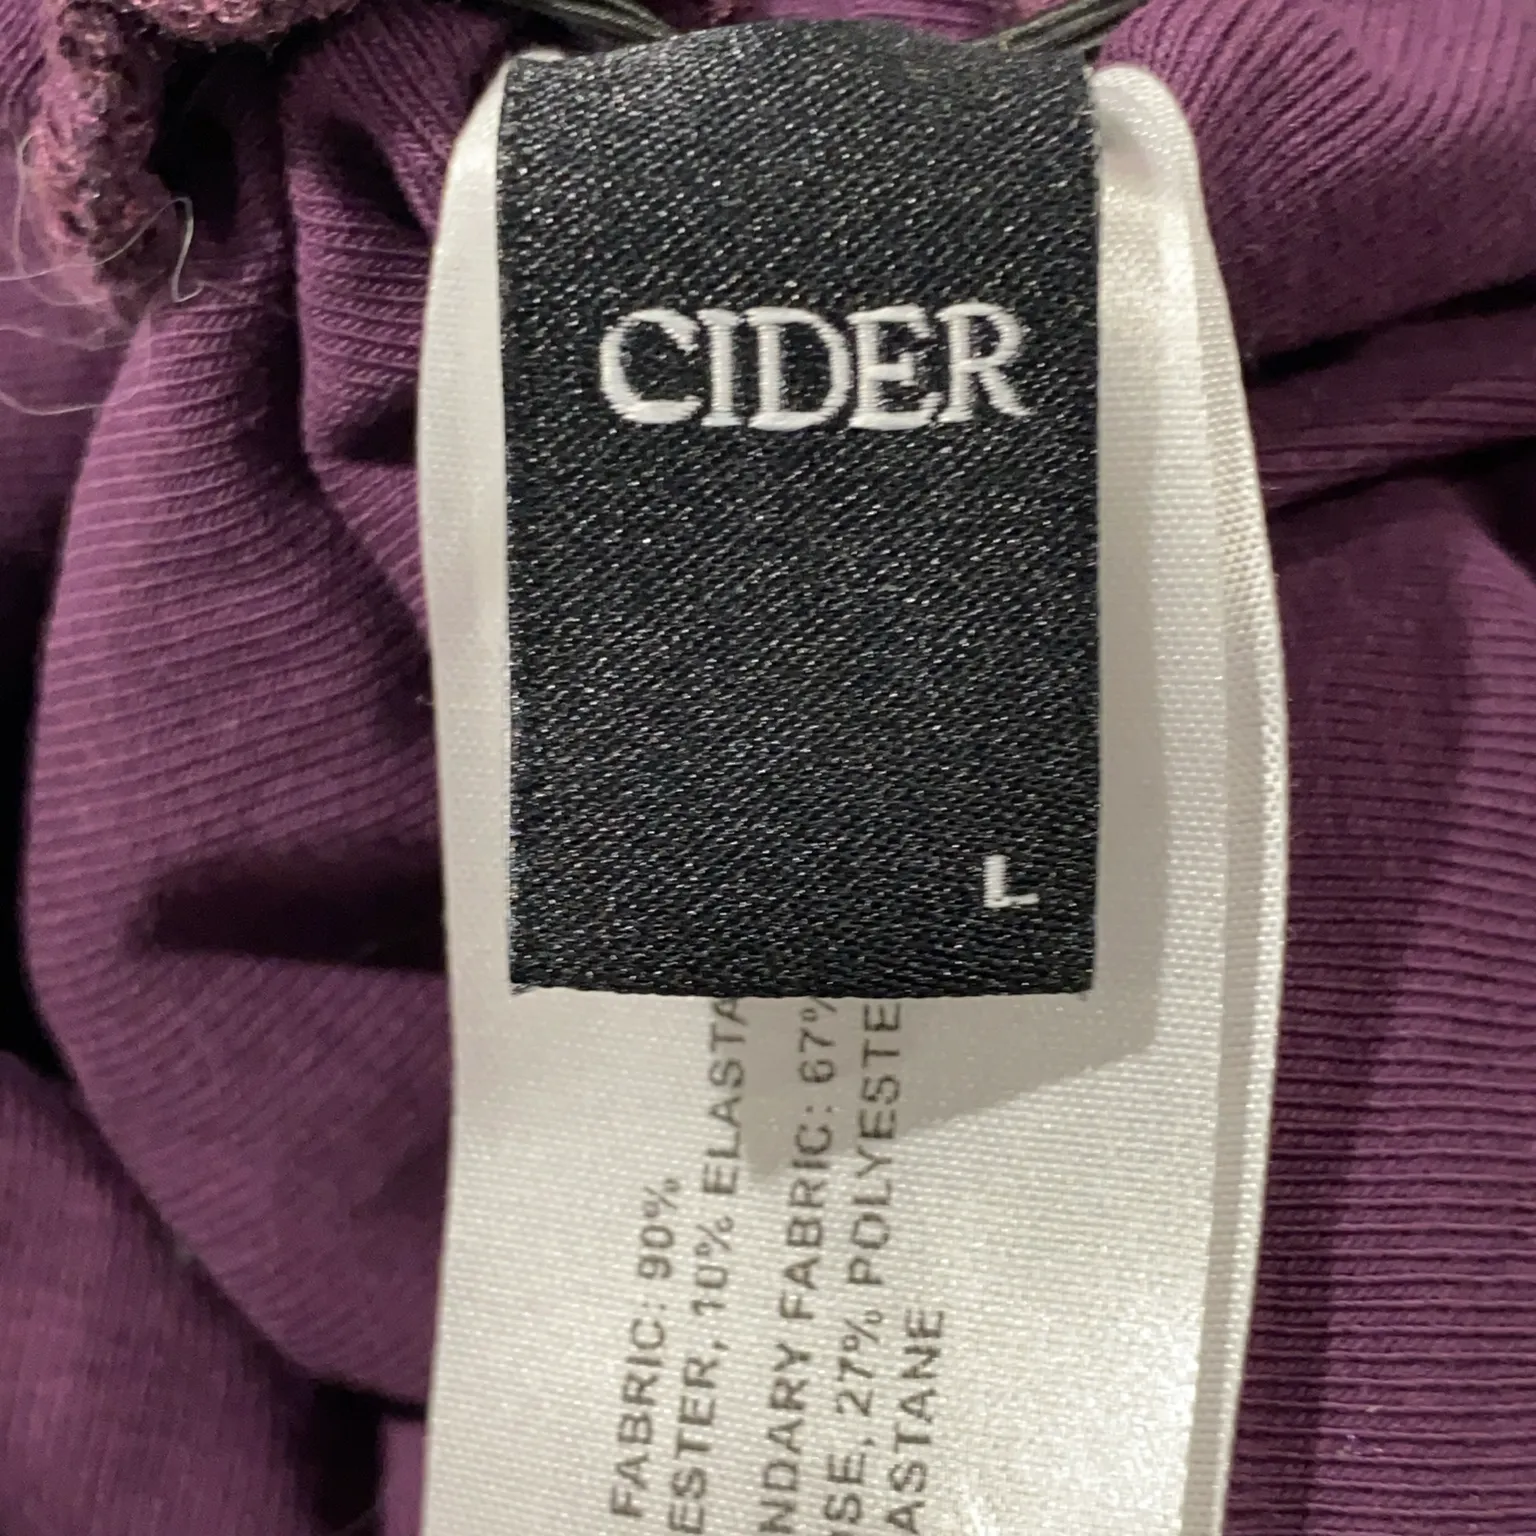 CIDER
L
FABRIC: 90%
ESTER, 10% ELASTA
NDARY FABRIC: 67%
SE, 27% POLYESTE
ASTANE